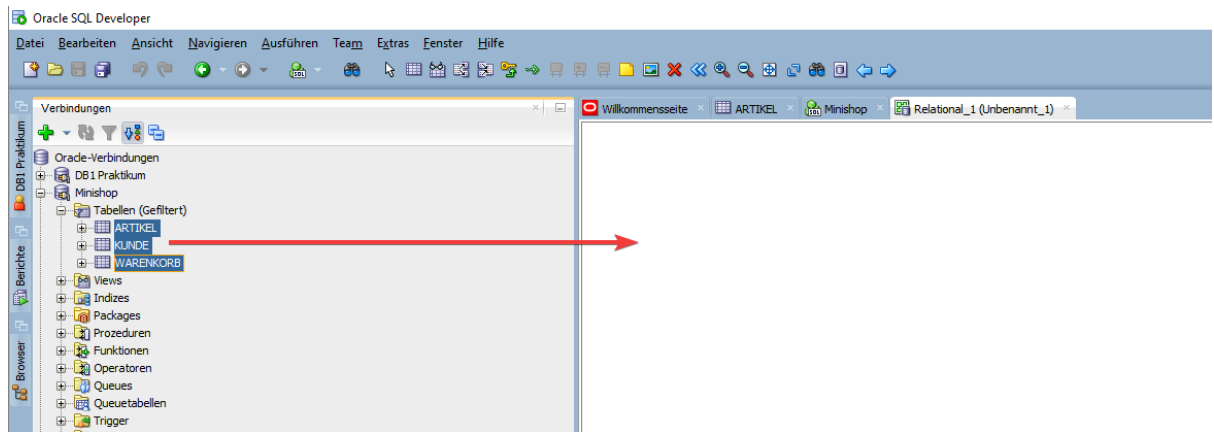 Oracle SQL Developer
Datei Bearbeiten Ansicht Navigieren Ausführen Team Extras Fenster Hilfe
Verbindungen
Oracle-Verbindungen
DB1 Praktikum
Minishop
Tabellen (Gefiltert)
ARTIKEL
KUNDE
WARENKORB
Views
Indizes
Packages
Prozeduren
Funktionen
Operatoren
Queues
Queuetabellen
Trigger
DB1 Praktikum
Berichte
Browser
Willkommensseite ARTIKEL Minishop Relational_1 (Unbenannt_1)